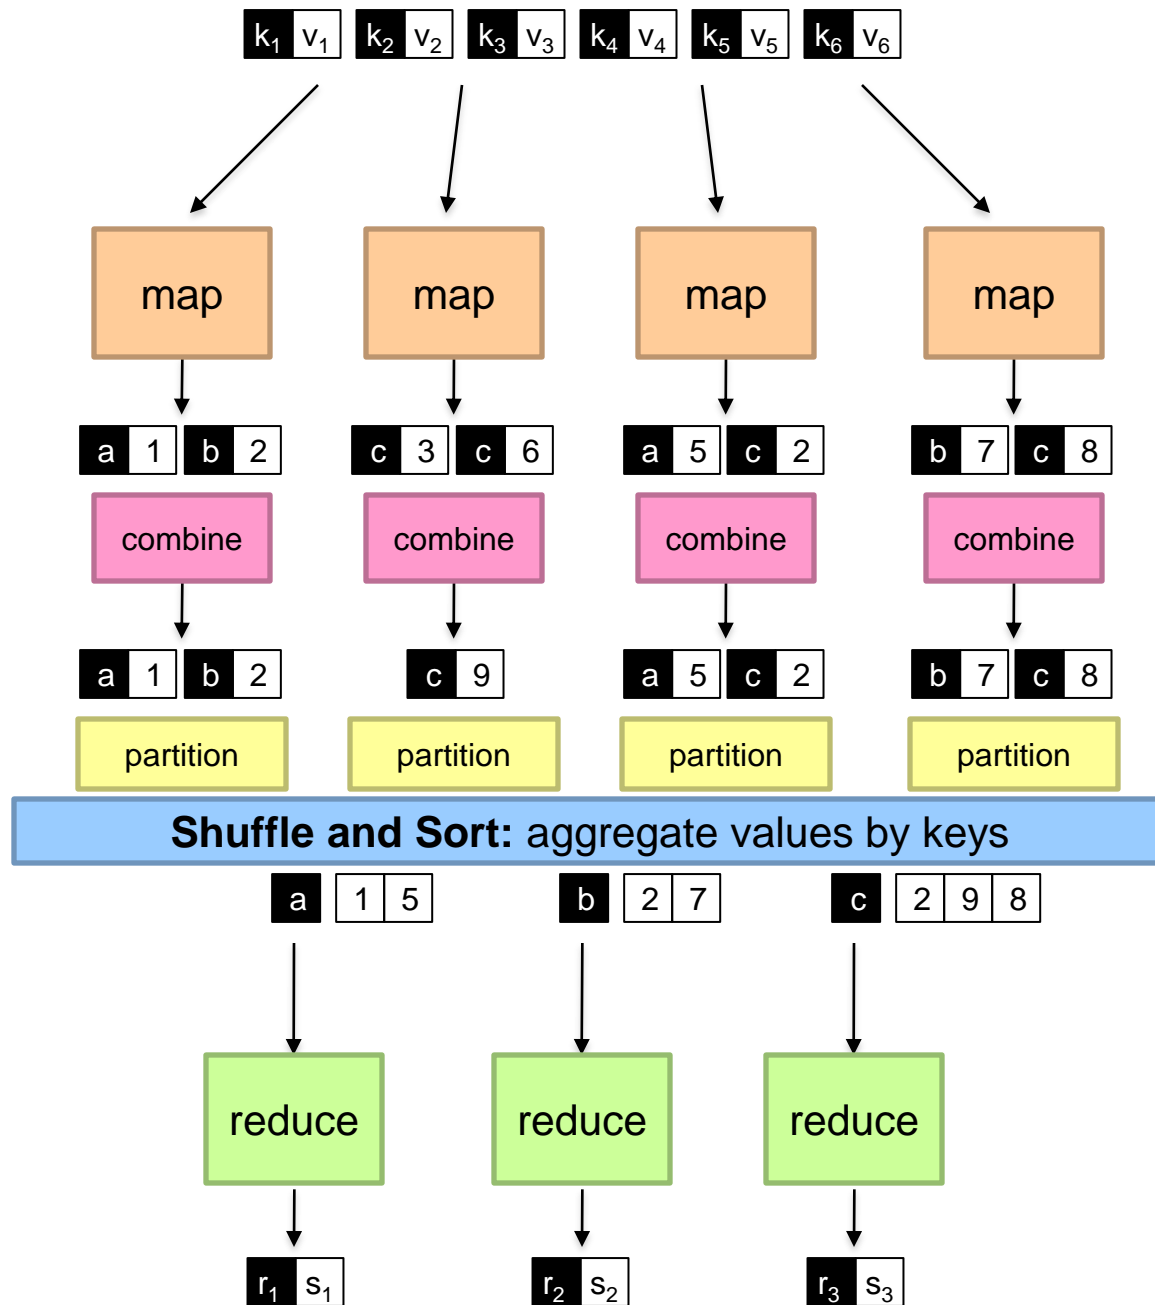 k1 v1 k2 v2 k3 v3 k4 v4 k5 v5 k6 v6
map map map map
a 1 b 2 c 3 c 6 a 5 c 2 b 7 c 8
combine combine combine combine
a 1 b 2 c 9 a 5 c 2 b 7 c 8
partition partition partition partition
Shuffle and Sort: aggregate values by keys
a 1 5 b 2 7 c 2 9 8
reduce reduce reduce
r1 s1 r2 s2 r3 s3